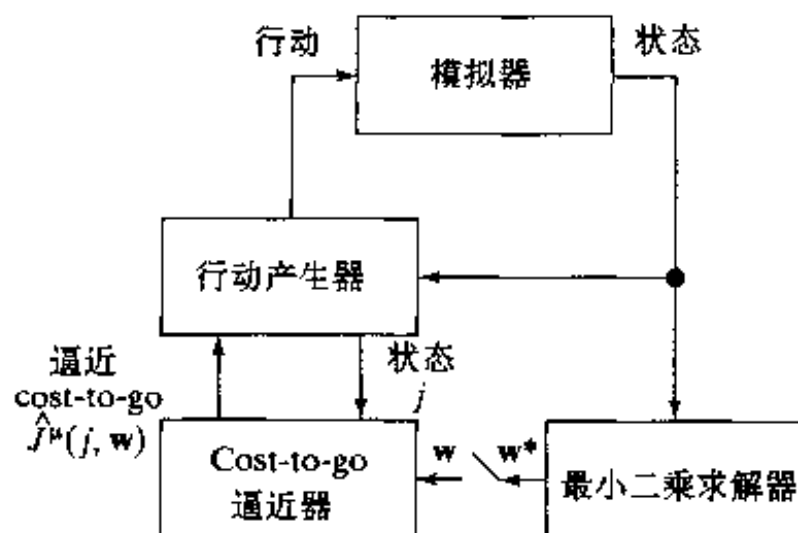 行动
状态
模拟器
行动产生器
逼近
cost-to-go
Ĵ^μ(j, w)
状态
j
Cost-to-go
逼近器
w
w*
最小二乘求解器